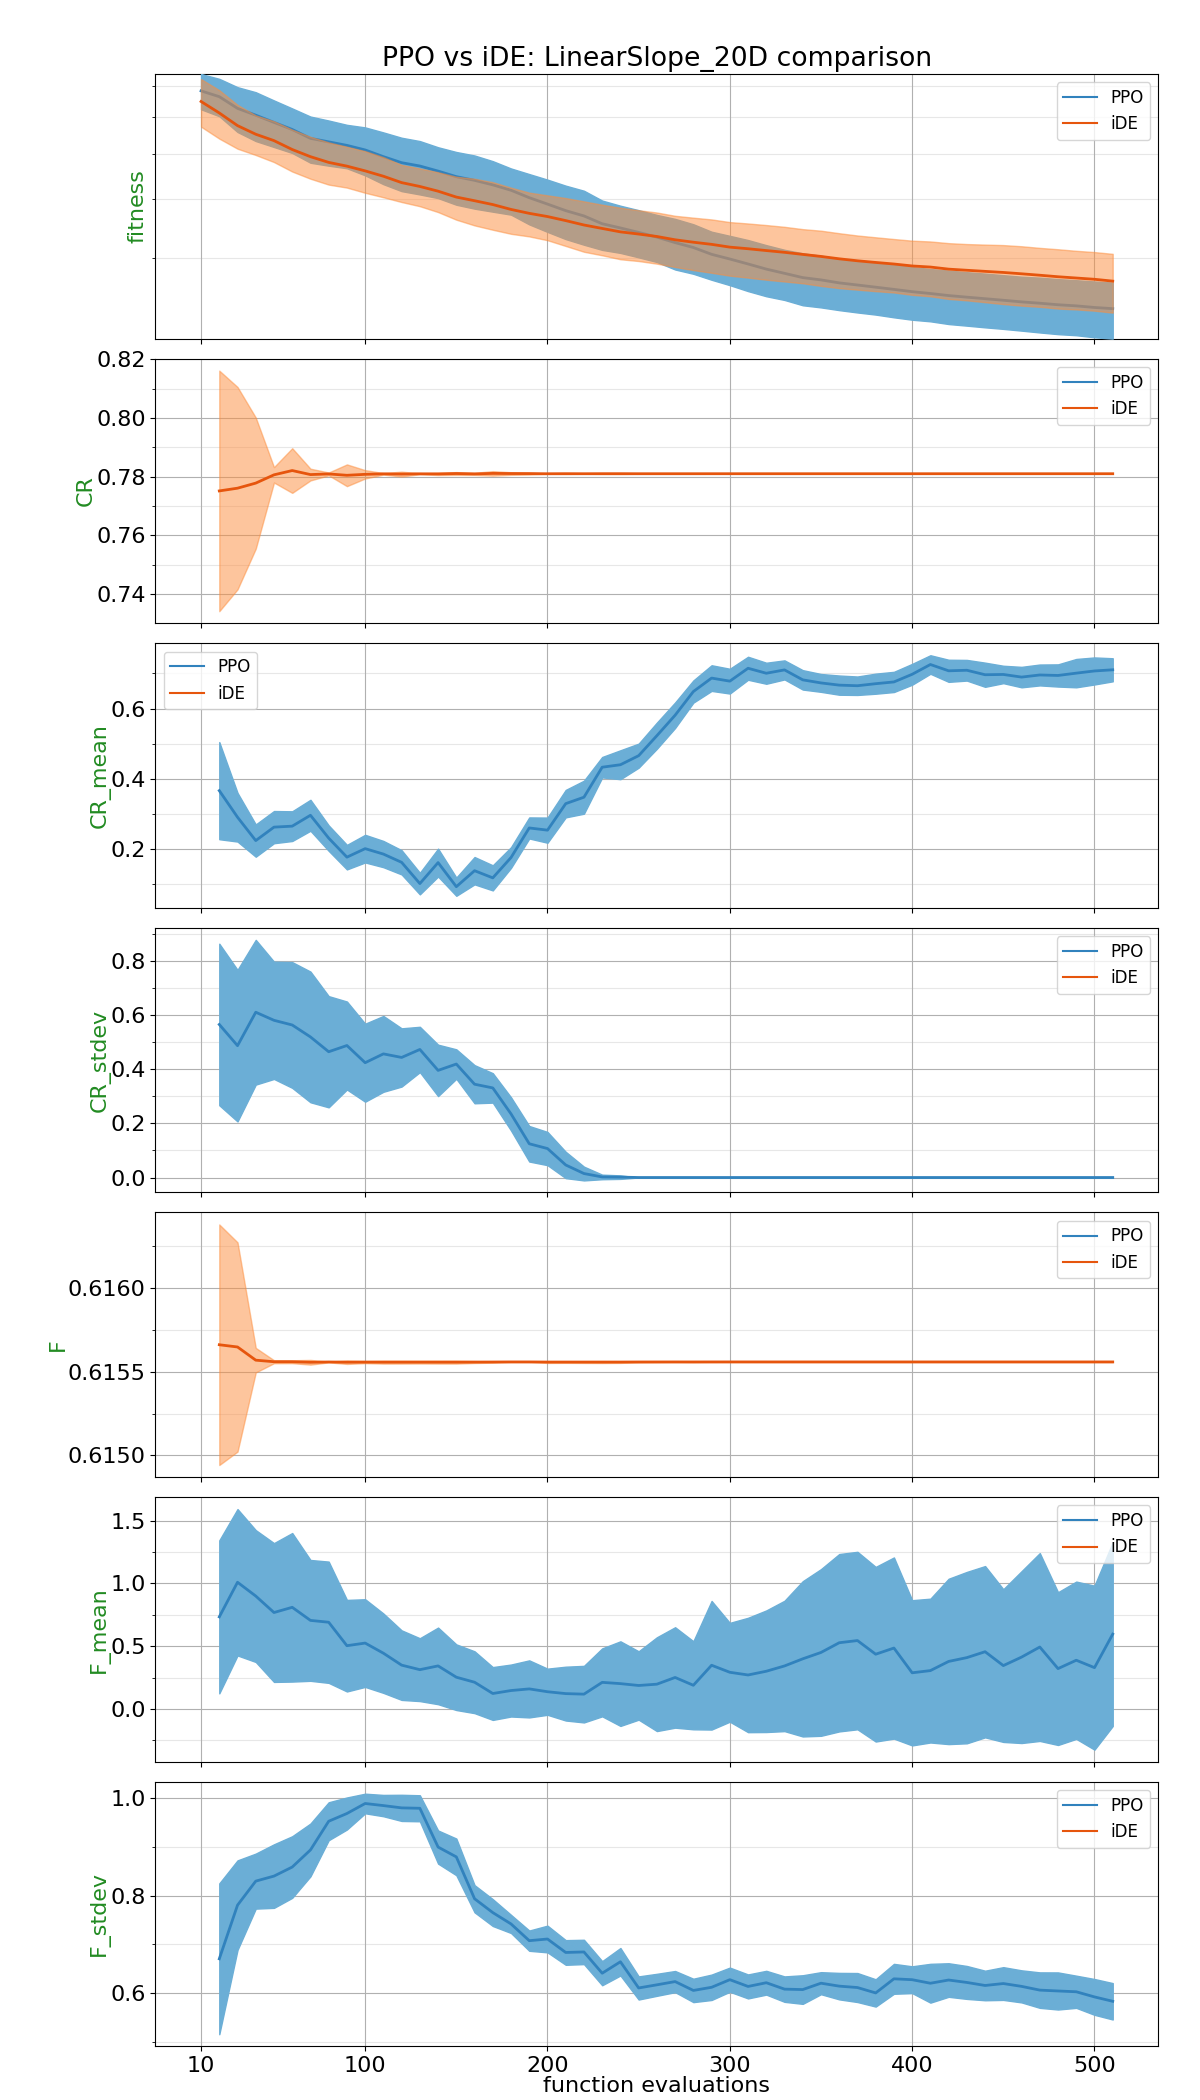 PPO vs iDE: LinearSlope_20D comparison
fitness
PPO
iDE
0.82
0.80
0.78
0.76
0.74
CR
PPO
iDE
0.6
0.4
0.2
CR_mean
PPO
iDE
0.8
0.6
0.4
0.2
0.0
CR_stdev
PPO
iDE
0.6160
0.6155
0.6150
F
PPO
iDE
1.5
1.0
0.5
0.0
F_mean
PPO
iDE
1.0
0.8
0.6
F_stdev
PPO
iDE
10 100 200 300 400 500
function evaluations